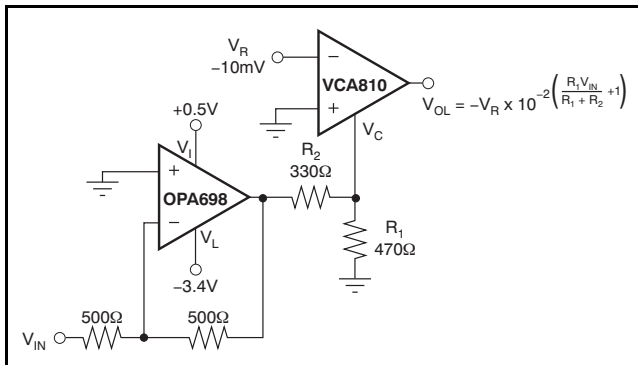 V_R
−10mV
−
VCA810
+
V_OL = −V_R x 10^−2(R_1V_IN / R_1 + R_2 +1)
V_C
+0.5V
V_I
R_2
330Ω
+
OPA698
−
V_L
R_1
470Ω
−3.4V
500Ω
500Ω
V_IN